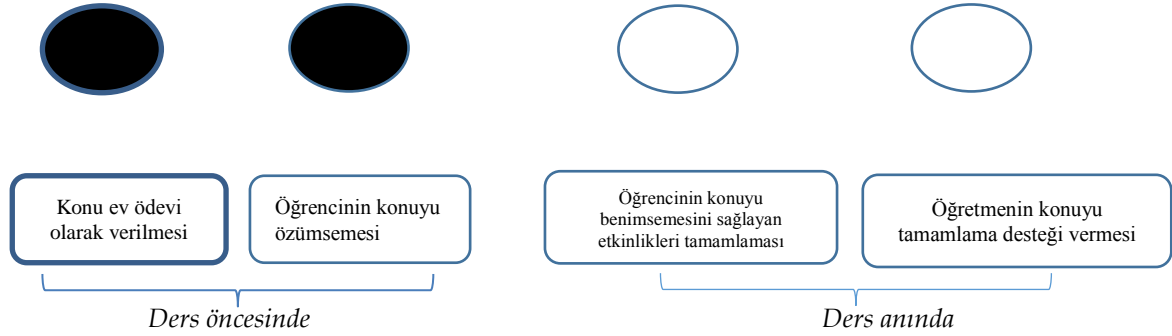 Konu ev ödevi
olarak verilmesi
Öğrencinin konuyu
özümsemesi
Öğrencinin konuyu
benimsemesini sağlayan
etkinlikleri tamamlaması
Öğretmenin konuyu
tamamlama desteği vermesi
Ders öncesinde
Ders anında